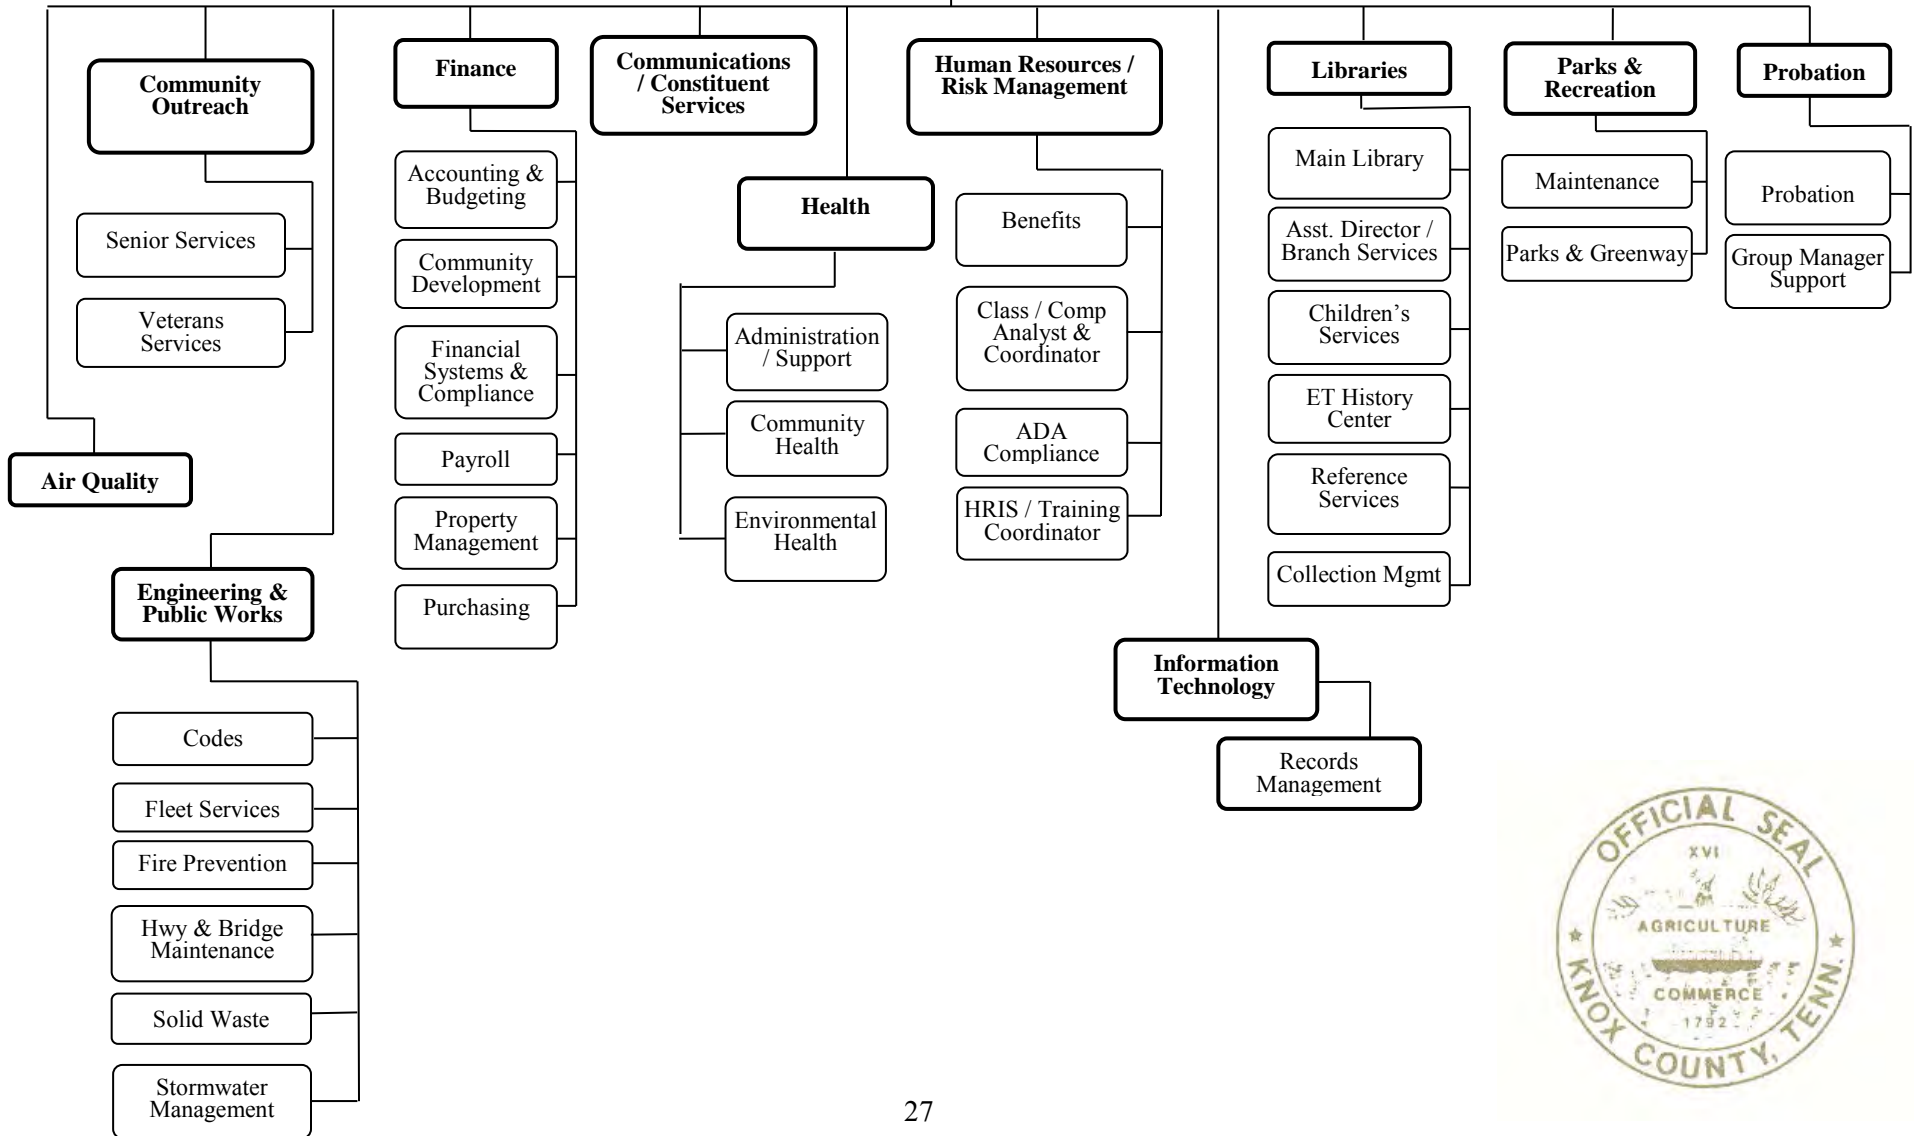 Community
Outreach
Senior Services
Veterans
Services
Air Quality
Engineering &
Public Works
Codes
Fleet Services
Fire Prevention
Hwy & Bridge
Maintenance
Solid Waste
Stormwater
Management
Finance
Accounting &
Budgeting
Community
Development
Financial
Systems &
Compliance
Payroll
Property
Management
Purchasing
Communications
/ Constituent
Services
Health
Administration
/ Support
Community
Health
Environmental
Health
Human Resources /
Risk Management
Benefits
Class / Comp
Analyst &
Coordinator
ADA
Compliance
HRIS / Training
Coordinator
Information
Technology
Records
Management
Libraries
Main Library
Asst. Director /
Branch Services
Children’s
Services
ET History
Center
Reference
Services
Collection Mgmt
Parks &
Recreation
Maintenance
Parks & Greenway
Probation
Probation
Group Manager
Support
OFFICIAL SEAL
XVI
AGRICULTURE
COMMERCE
1792
KNOX COUNTY, TENN.
27